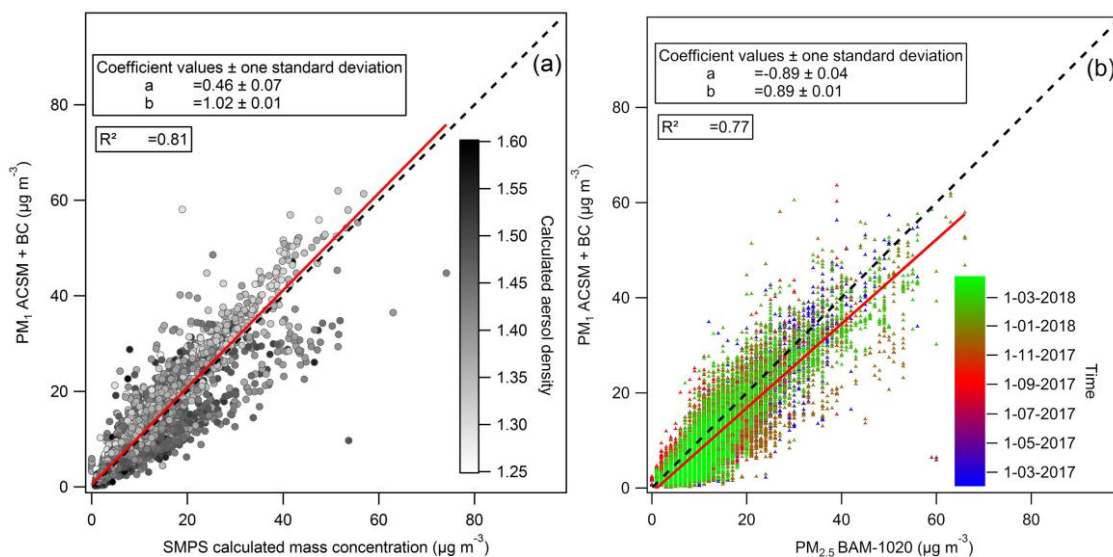 Coefficient values ± one standard deviation
a =0.46 ± 0.07
b =1.02 ± 0.01
R² =0.81
(a)
80
60
40
20
0
0 20 40 60 80
PM₁ ACSM + BC (µg m⁻³)
SMPS calculated mass concentration (µg m⁻³)
1.60
1.55
1.50
1.45
1.40
1.35
1.30
1.25
Calculated aersol density
Coefficient values ± one standard deviation
a =-0.89 ± 0.04
b =0.89 ± 0.01
R² =0.77
(b)
80
60
40
20
0
0 20 40 60 80
PM₁ ACSM + BC (µg m⁻³)
PM₂.₅ BAM-1020 (µg m⁻³)
1-03-2018
1-01-2018
1-11-2017
1-09-2017
1-07-2017
1-05-2017
1-03-2017
Time